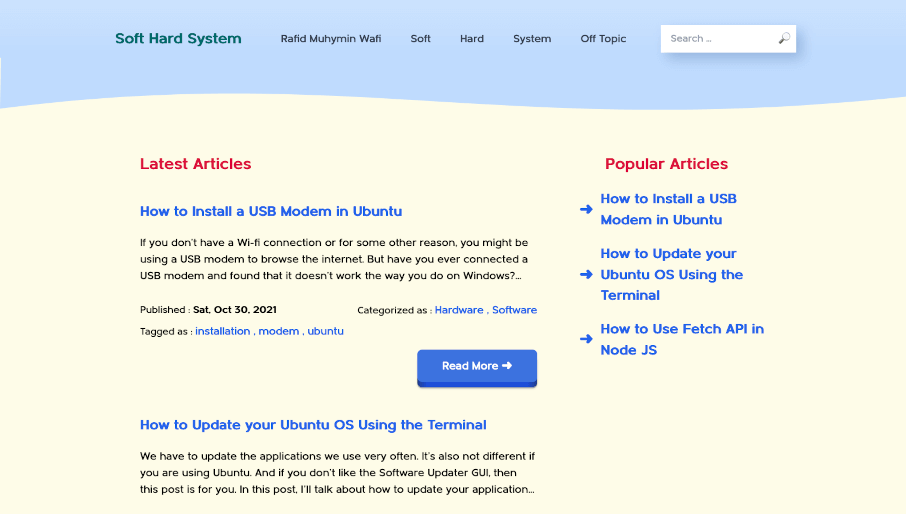 Soft Hard System
Rafid Muhymin Wafi
Soft
Hard
System
Off Topic
Search ...
Latest Articles
How to Install a USB Modem in Ubuntu
If you don't have a Wi-fi connection or for some other reason, you might be
using a USB modem to browse the internet. But have you ever connected a
USB modem and found that it doesn't work the way you do on Windows?...
Published : Sat, Oct 30, 2021
Categorized as : Hardware , Software
Tagged as : installation , modem , ubuntu
Read More ➜
How to Update your Ubuntu OS Using the Terminal
We have to update the applications we use very often. It's also not different if
you are using Ubuntu. And if you don't like the Software Updater GUI, then
this post is for you. In this post, I'll talk about how to update your application...
Popular Articles
➜ How to Install a USB
Modem in Ubuntu
➜ How to Update your
Ubuntu OS Using the
Terminal
➜ How to Use Fetch API in
Node JS